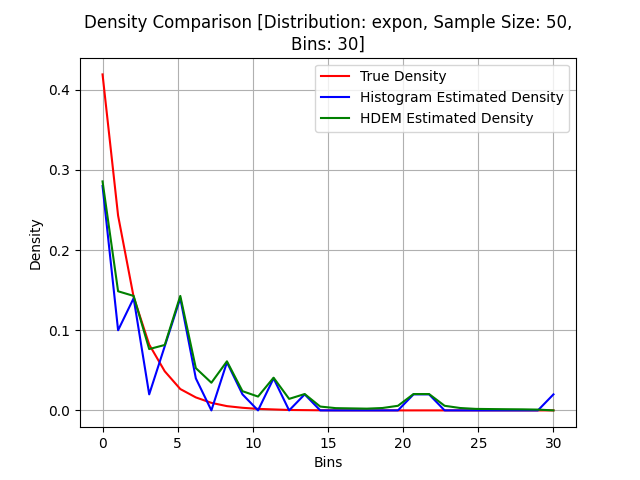 Density Comparison [Distribution: expon, Sample Size: 50,
Bins: 30]
True Density
Histogram Estimated Density
HDEM Estimated Density
Density
0.4
0.3
0.2
0.1
0.0
0 5 10 15 20 25 30
Bins